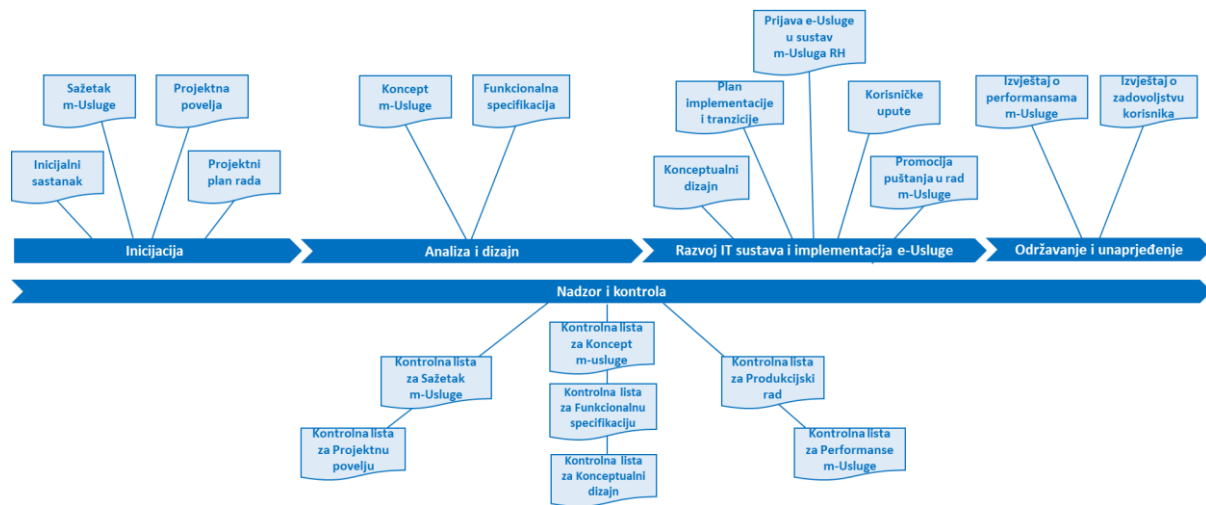 Sažetak
m-Usluge
Projektna
povelja
Inicijalni
sastanak
Projektni
plan rada
Koncept
m-Usluge
Funkcionalna
specifikacija
Prijava e-Usluge
u sustav
m-Usluga RH
Plan
implementacije
i tranzicije
Korisničke
upute
Konceptualni
dizajn
Promocija
puštanja u rad
m-Usluge
Izvještaj o
performansama
m-Usluge
Izvještaj o
zadovoljstvu
korisnika
Inicijacija
Analiza i dizajn
Razvoj IT sustava i implementacija e-Usluge
Održavanje i unaprjeđenje
Nadzor i kontrola
Kontrolna lista
za Sažetak
m-Usluge
Kontrolna lista
za Projektnu
povelju
Kontrolna lista
za Koncept
m-usluge
Kontrolna lista
za Funkcionalnu
specifikaciju
Kontrolna lista
za Konceptualni
dizajn
Kontrolna lista
za Produkcijski
rad
Kontrolna lista
za Performanse
m-Usluge